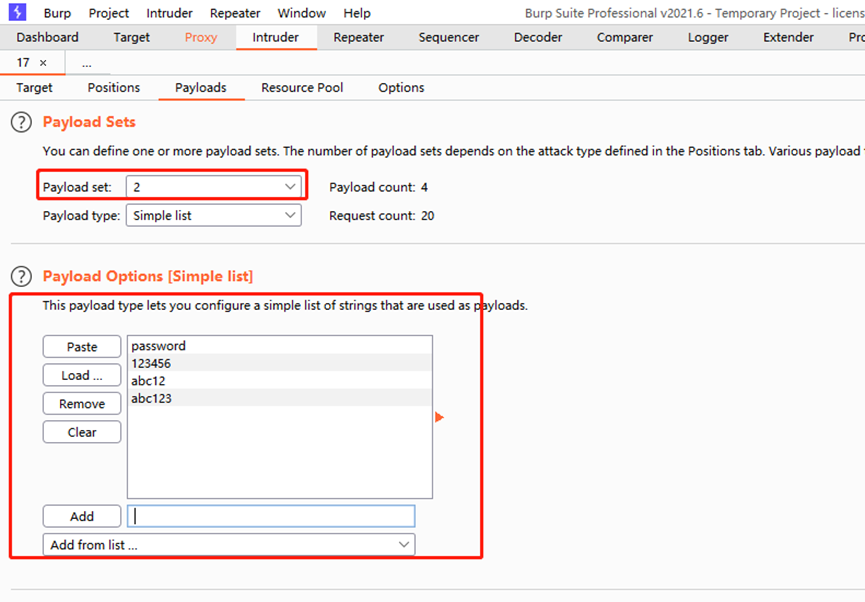 Burp Project Intruder Repeater Window Help Burp Suite Professional v2021.6 - Temporary Project - licens
Dashboard Target Proxy Intruder Repeater Sequencer Decoder Comparer Logger Extender Pro
17 × ...
Target Positions Payloads Resource Pool Options
? Payload Sets
You can define one or more payload sets. The number of payload sets depends on the attack type defined in the Positions tab. Various payload
Payload set: 2 Payload count: 4
Payload type: Simple list Request count: 20
? Payload Options [Simple list]
This payload type lets you configure a simple list of strings that are used as payloads.
Paste password
123456
Load ... abc12
Remove abc123
Clear
Add
Add from list ...